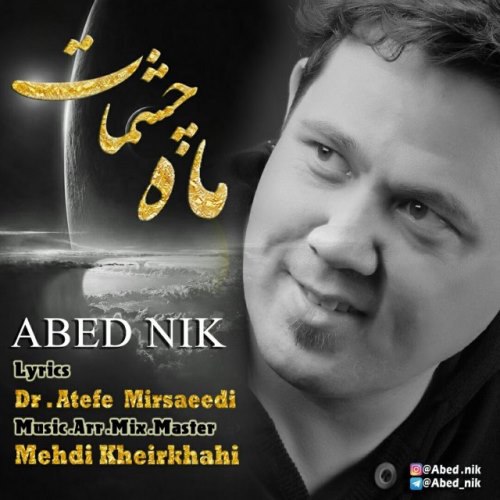 ماه چشمات
ABED NIK
Lyrics
Dr . Atefe Mirsaeedi
Music.Arr.Mix.Master
Mehdi Kheirkhahi
@Abed.nik
@Abed_nik